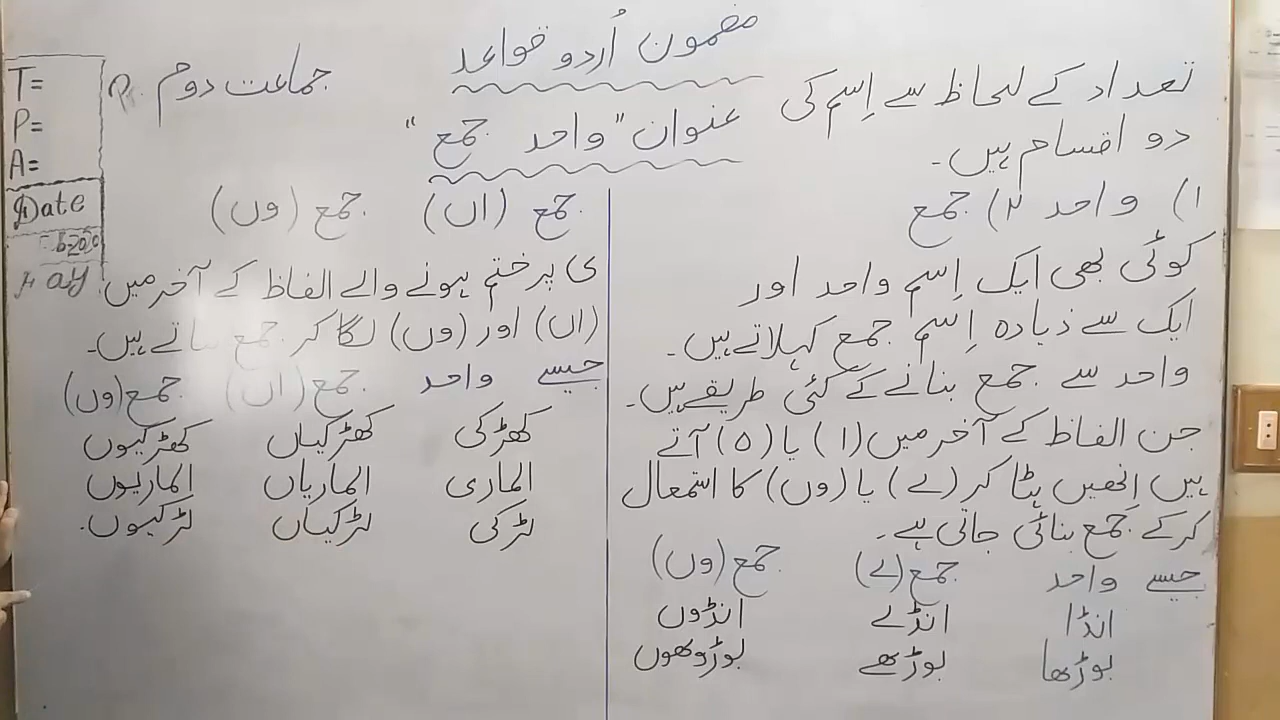 مضمون اُردو قواعد
جماعت دوم
عنوان "واحد جمع"
T=
P=
A=
Date
Day
تعداد کے لحاظ سے اِسم کی
دو اقسام ہیں۔
۱) واحد ۲) جمع
کوئی بھی ایک اِسم واحد اور
ایک سے زیادہ اِسم جمع کہلاتے ہیں۔
واحد سے جمع بنانے کے کئی طریقے ہیں۔
جن الفاظ کے آخر میں (ا) یا (ہ) آتے
ہیں اِنھیں ہٹا کر (ے) یا (وں) کا استمعال
کرکے جمع بنائی جاتی ہے۔
جیسے واحد جمع (ے) جمع (وں)
انڈا انڈے انڈوں
بوڑھا بوڑھے بوڑوھوں
جمع (اں) جمع (وں)
ی پر ختم ہونے والے الفاظ کے آخر میں
(اں) اور (وں) لگا کر جمع بناتے ہیں۔
جیسے واحد جمع (اں) جمع (وں)
کھڑکی کھڑکیاں کھڑکیوں
الماری الماریاں الماریوں
لڑکی لڑکیاں لڑکیوں.